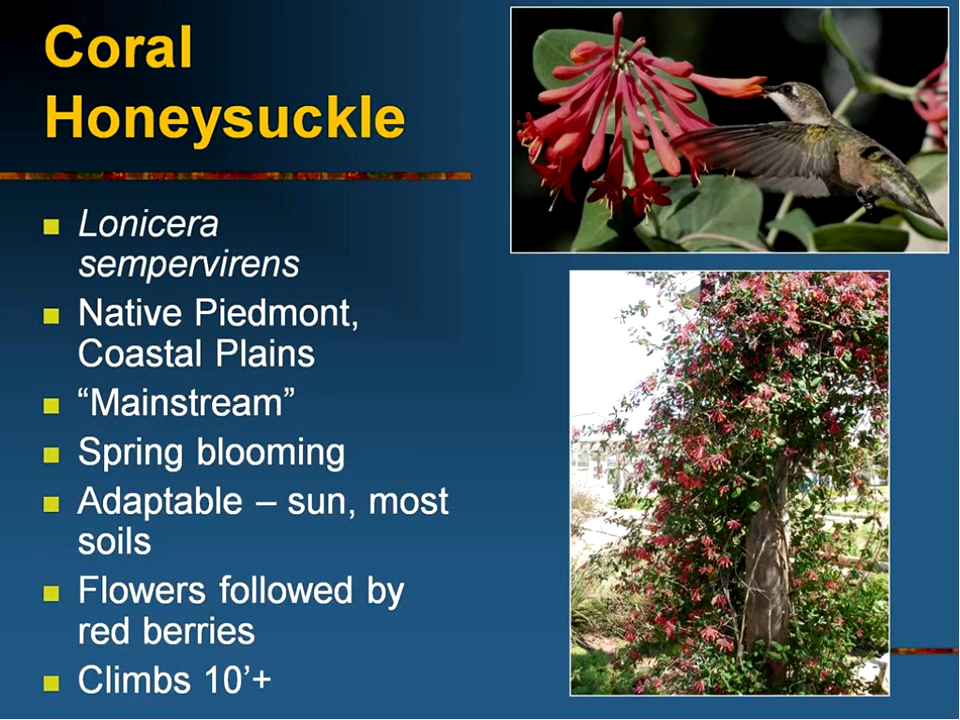 Coral
Honeysuckle
Lonicera
sempervirens
Native Piedmont,
Coastal Plains
“Mainstream”
Spring blooming
Adaptable – sun, most
soils
Flowers followed by
red berries
Climbs 10’+